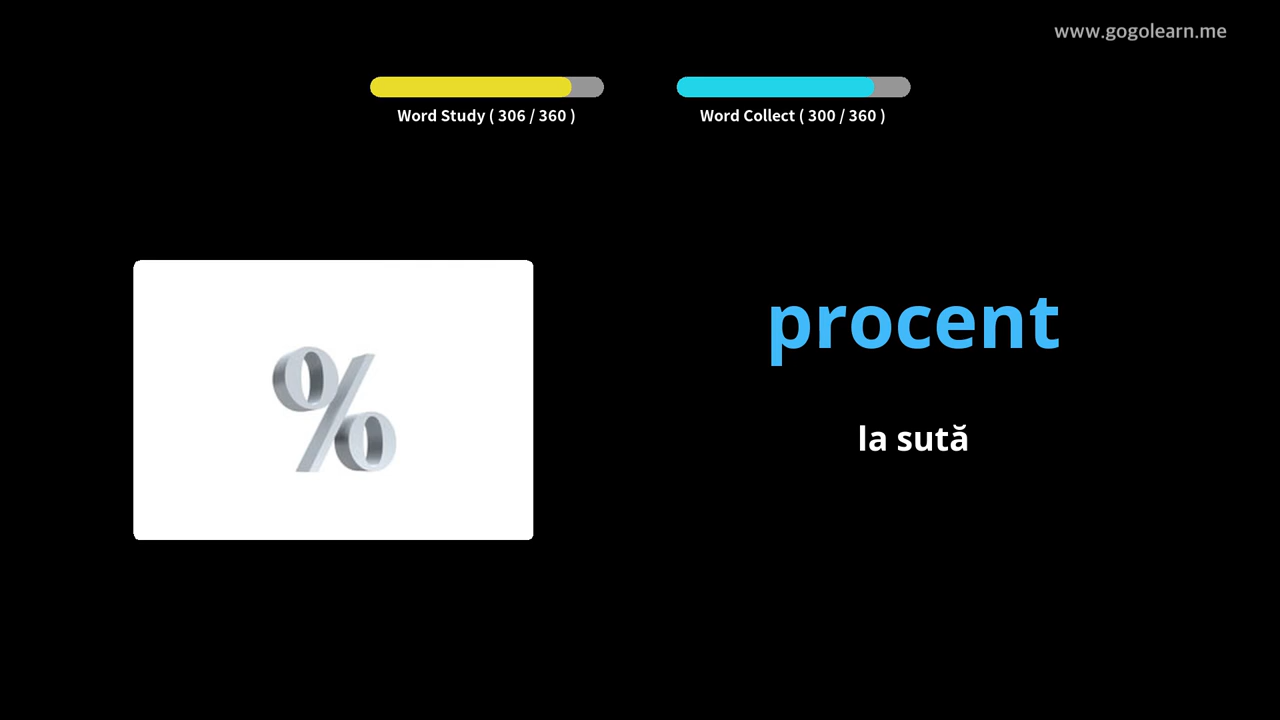 www.gogolearn.me
Word Study ( 306 / 360 )
Word Collect ( 300 / 360 )
%
procent
la sută